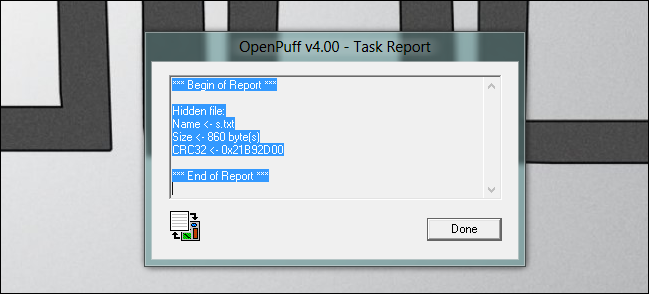 OpenPuff v4.00 - Task Report
*** Begin of Report ***
Hidden file:
Name <- s.txt
Size <- 860 byte(s)
CRC32 <- 0x21B92D00
*** End of Report ***
Done